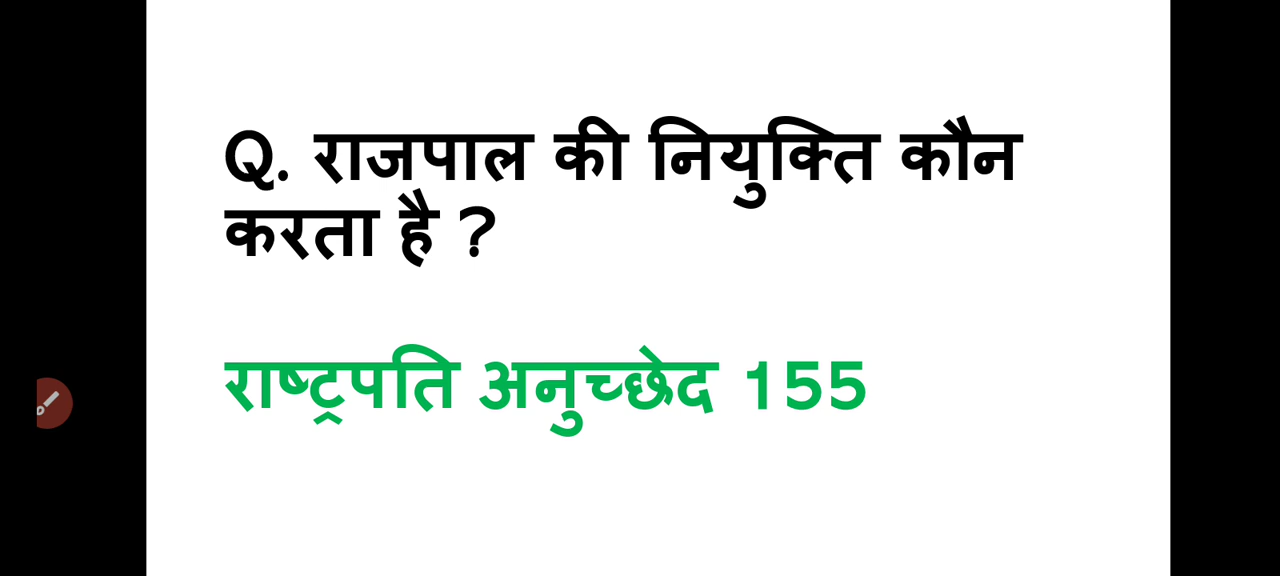 Q. राजपाल की नियुक्ति कौन
करता है ?
राष्ट्रपति अनुच्छेद 155